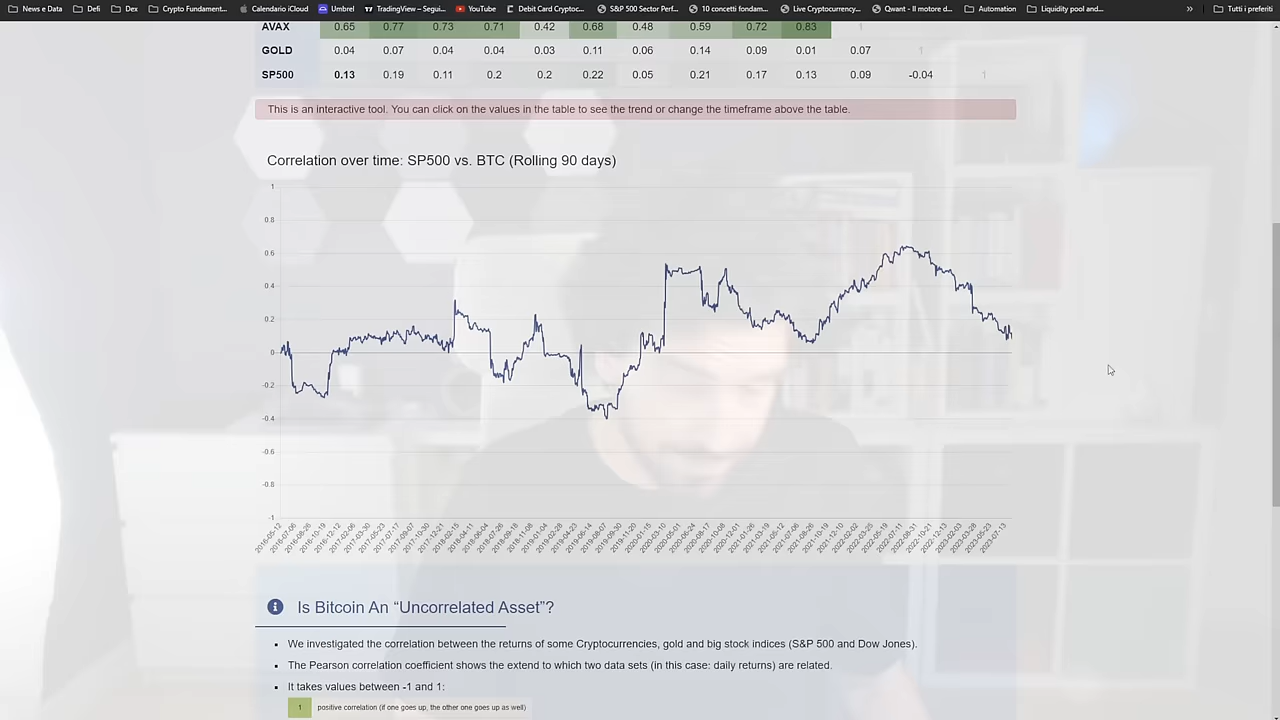 News e Data Defi Dex Crypto Fundament... Calendario iCloud Umbrel TradingView – Segui... YouTube Debit Card Cryptoc... S&P 500 Sector Perf... 10 concetti fondam... Live Cryptocurrency... Qwant - Il motore d... Automation Liquidity pool and... » Tutti i preferiti
AVAX 0.65 0.77 0.73 0.71 0.42 0.68 0.48 0.59 0.72 0.83 1
GOLD 0.04 0.07 0.04 0.04 0.03 0.11 0.06 0.14 0.09 0.01 0.07 1
SP500 0.13 0.19 0.11 0.2 0.2 0.22 0.05 0.21 0.17 0.13 0.09 -0.04 1
This is an interactive tool. You can click on the values in the table to see the trend or change the timeframe above the table.
Correlation over time: SP500 vs. BTC (Rolling 90 days)
1
0.8
0.6
0.4
0.2
0
-0.2
-0.4
-0.6
-0.8
-1
Is Bitcoin An “Uncorrelated Asset”?
We investigated the correlation between the returns of some Cryptocurrencies, gold and big stock indices (S&P 500 and Dow Jones).
The Pearson correlation coefficient shows the extend to which two data sets (in this case: daily returns) are related.
It takes values between -1 and 1:
1 positive correlation (if one goes up, the other one goes up as well)